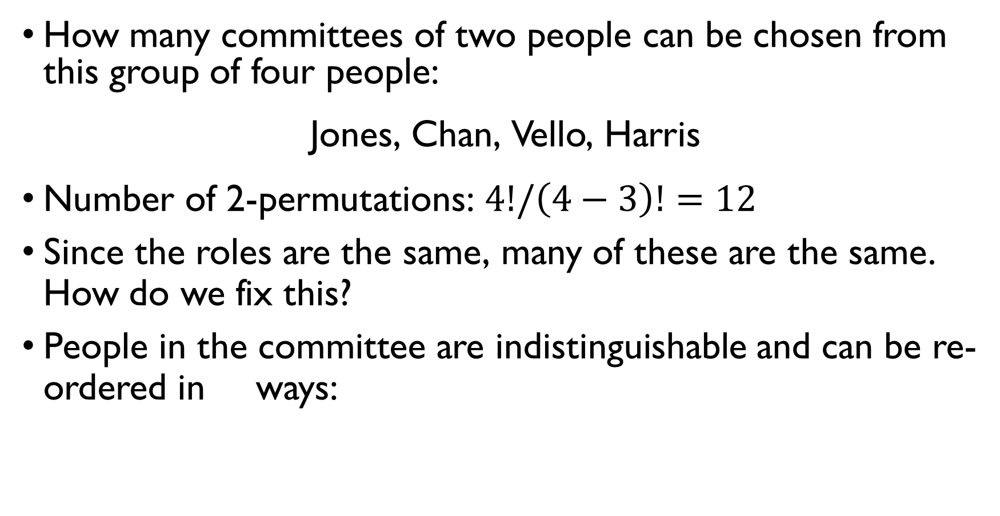 • How many committees of two people can be chosen from
this group of four people:
Jones, Chan, Vello, Harris
• Number of 2-permutations: 4!/(4 − 3)! = 12
• Since the roles are the same, many of these are the same.
How do we fix this?
• People in the committee are indistinguishable and can be re-
ordered in ways: